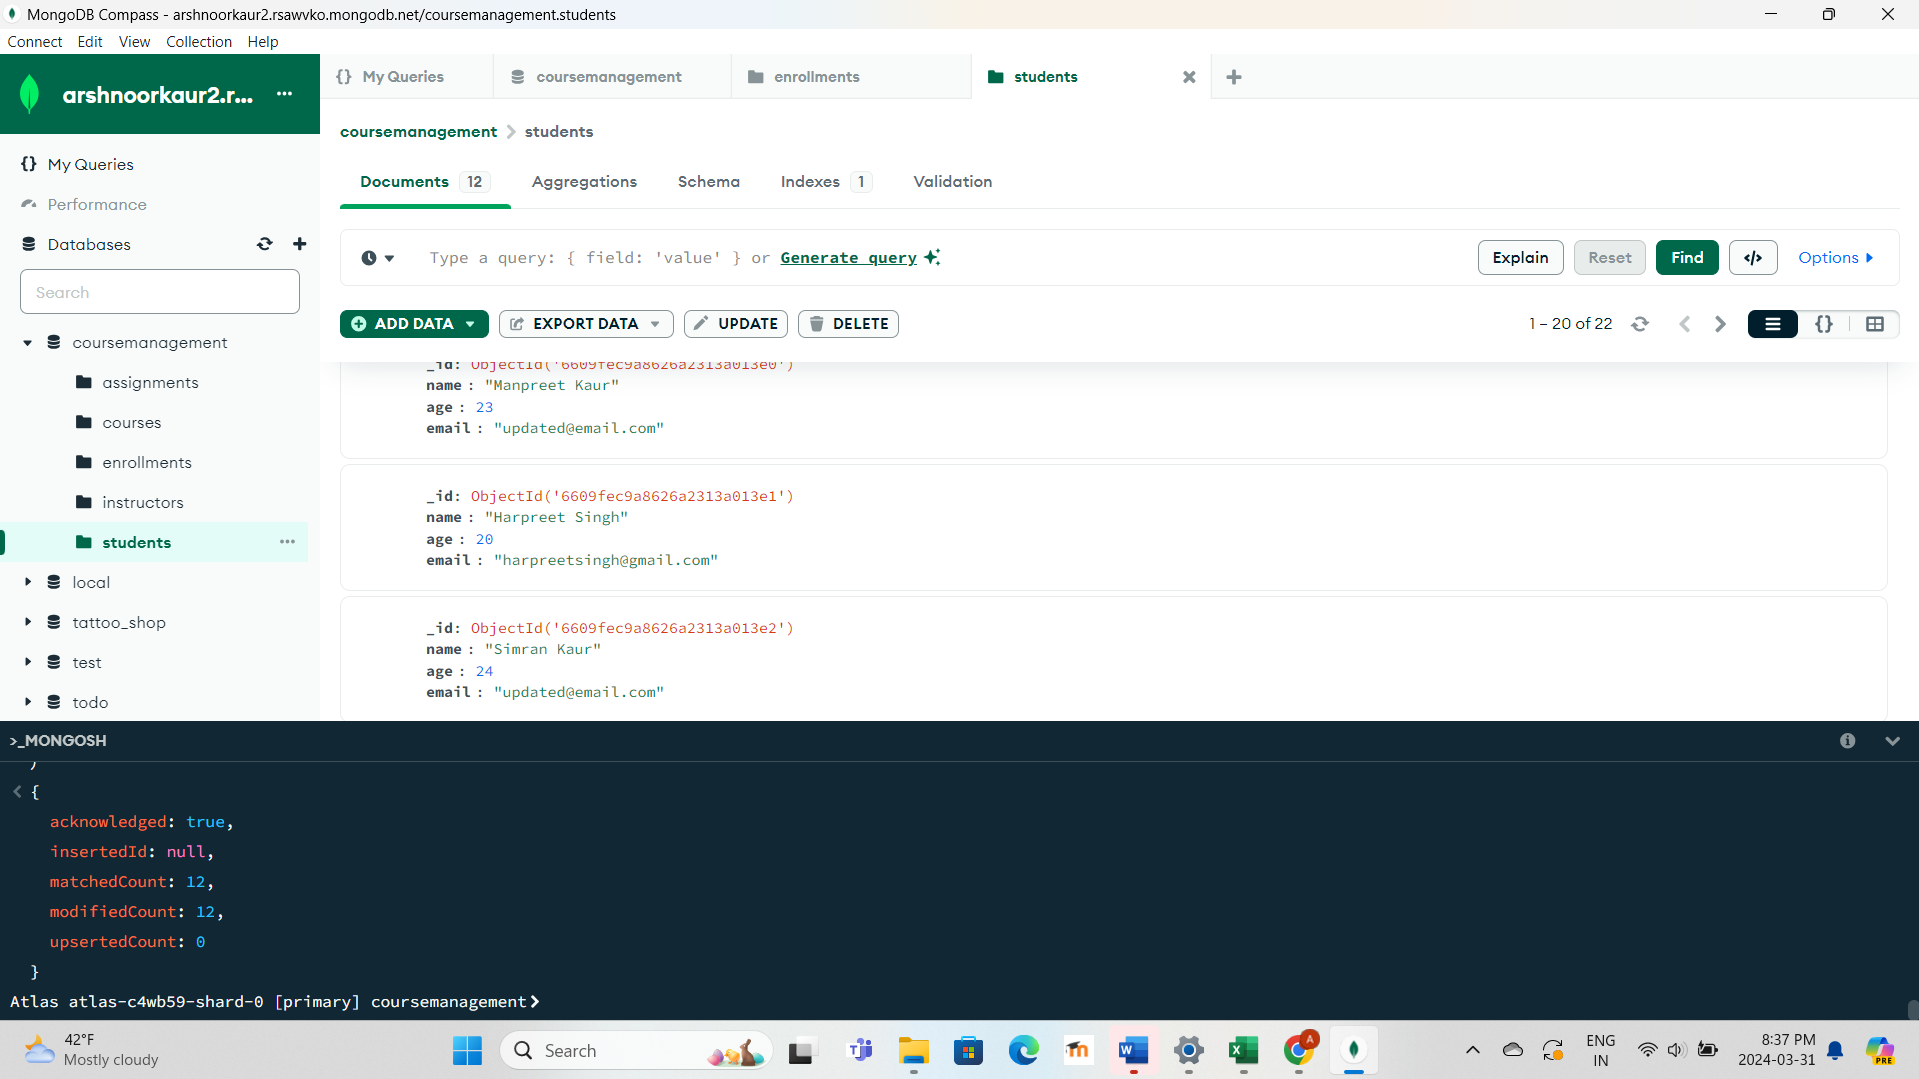 MongoDB Compass - arshnoorkaur2.rsawvko.mongodb.net/coursemanagement.students
Connect Edit View Collection Help
arshnoorkaur2.r... ...
{} My Queries
Performance
Databases
Search
coursemanagement
assignments
courses
enrollments
instructors
students ...
local
tattoo_shop
test
todo
{} My Queries
coursemanagement
enrollments
students
coursemanagement > students
Documents 12 Aggregations Schema Indexes 1 Validation
Type a query: { field: 'value' } or Generate query
Explain Reset Find </> Options
ADD DATA EXPORT DATA UPDATE DELETE
1 – 20 of 22 {}
_id: ObjectId('6609fec9a8626a2313a013e0')
name : "Manpreet Kaur"
age : 23
email : "updated@email.com"
_id: ObjectId('6609fec9a8626a2313a013e1')
name : "Harpreet Singh"
age : 20
email : "harpreetsingh@gmail.com"
_id: ObjectId('6609fec9a8626a2313a013e2')
name : "Simran Kaur"
age : 24
email : "updated@email.com"
>_MONGOSH
)
< {
acknowledged: true,
insertedId: null,
matchedCount: 12,
modifiedCount: 12,
upsertedCount: 0
}
Atlas atlas-c4wb59-shard-0 [primary] coursemanagement>
42°F
Mostly cloudy
Search
A
ENG
IN
8:37 PM
2024-03-31
PRE